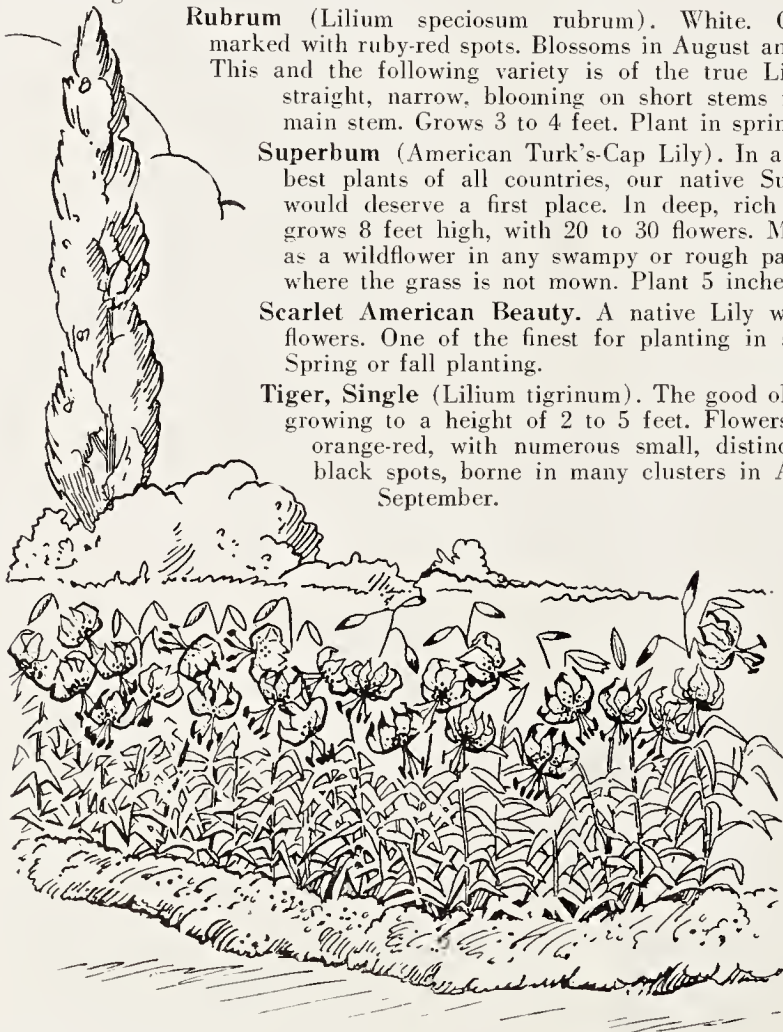 Rubrum (Lilium speciosum rubrum). White.
marked with ruby-red spots. Blossoms in August
This and the following variety is of the true
straight, narrow, blooming on short stems
main stem. Grows 3 to 4 feet. Plant in
Superbum (American Turk's-Cap Lily). In
best plants of all countries, our native
would deserve a first place. In deep, rich
grows 8 feet high, with 20 to 30 flowers.
as a wildflower in any swampy or rough
where the grass is not mown. Plant 5
Scarlet American Beauty. A native Lily
flowers. One of the finest for planting in
Spring or fall planting.
Tiger, Single (Lilium tigrinum). The good
growing to a height of 2 to 5 feet. Flowers
orange-red, with numerous small,
black spots, borne in many clusters in
September.